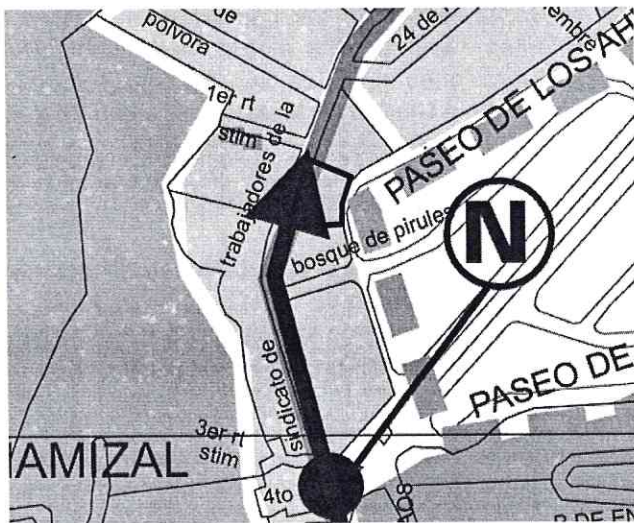 de
polvora
24 de
embre
1er rt
stim
trabajadores de la
PASEO DE LOS AH
N
bosque de pirules
sindicato de
PASEO DE
3er rt
stim
AMIZAL
4to
SOL